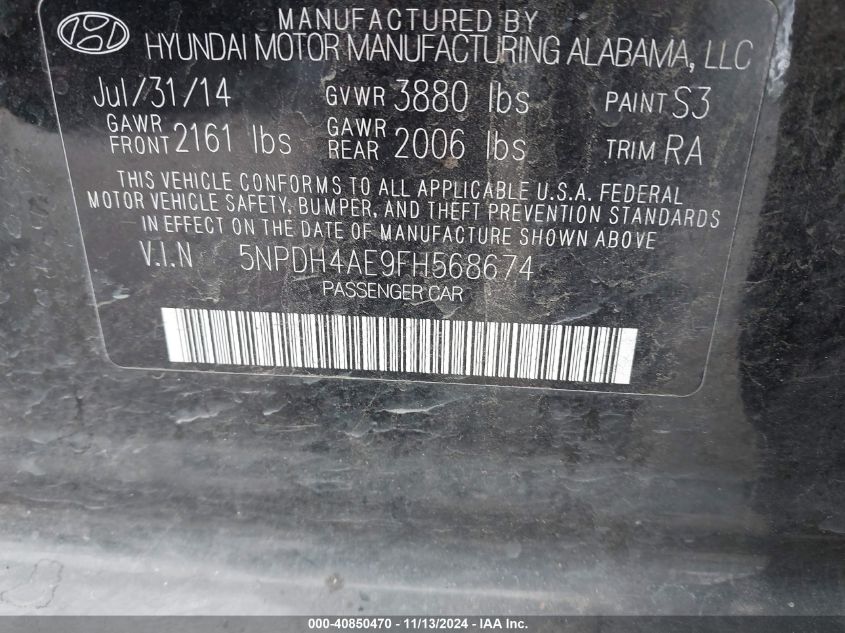 MANUFACTURED BY
HYUNDAI MOTOR MANUFACTURING ALABAMA, LLC
Jul/31/14 GVWR 3880 lbs PAINT S3
GAWR FRONT 2161 lbs GAWR REAR 2006 lbs TRIM RA
THIS VEHICLE CONFORMS TO ALL APPLICABLE U.S.A. FEDERAL
MOTOR VEHICLE SAFETY, BUMPER, AND THEFT PREVENTION STANDARDS
IN EFFECT ON THE DATE OF MANUFACTURE SHOWN ABOVE
V.I.N 5NPDH4AE9FH568674
PASSENGER CAR
000-40850470 - 11/13/2024 - IAA Inc.